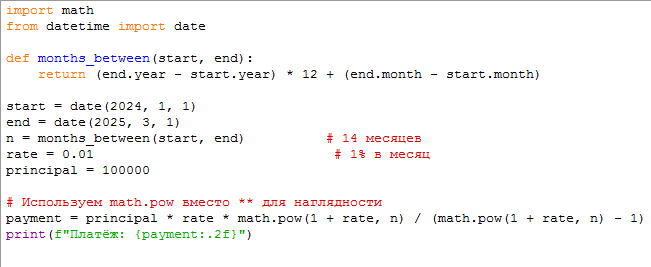 import math
from datetime import date

def months_between(start, end):
    return (end.year - start.year) * 12 + (end.month - start.month)

start = date(2024, 1, 1)
end = date(2025, 3, 1)
n = months_between(start, end)          # 14 месяцев
rate = 0.01                              # 1% в месяц
principal = 100000

# Используем math.pow вместо ** для наглядности
payment = principal * rate * math.pow(1 + rate, n) / (math.pow(1 + rate, n) - 1)
print(f"Платёж: {payment:.2f}")